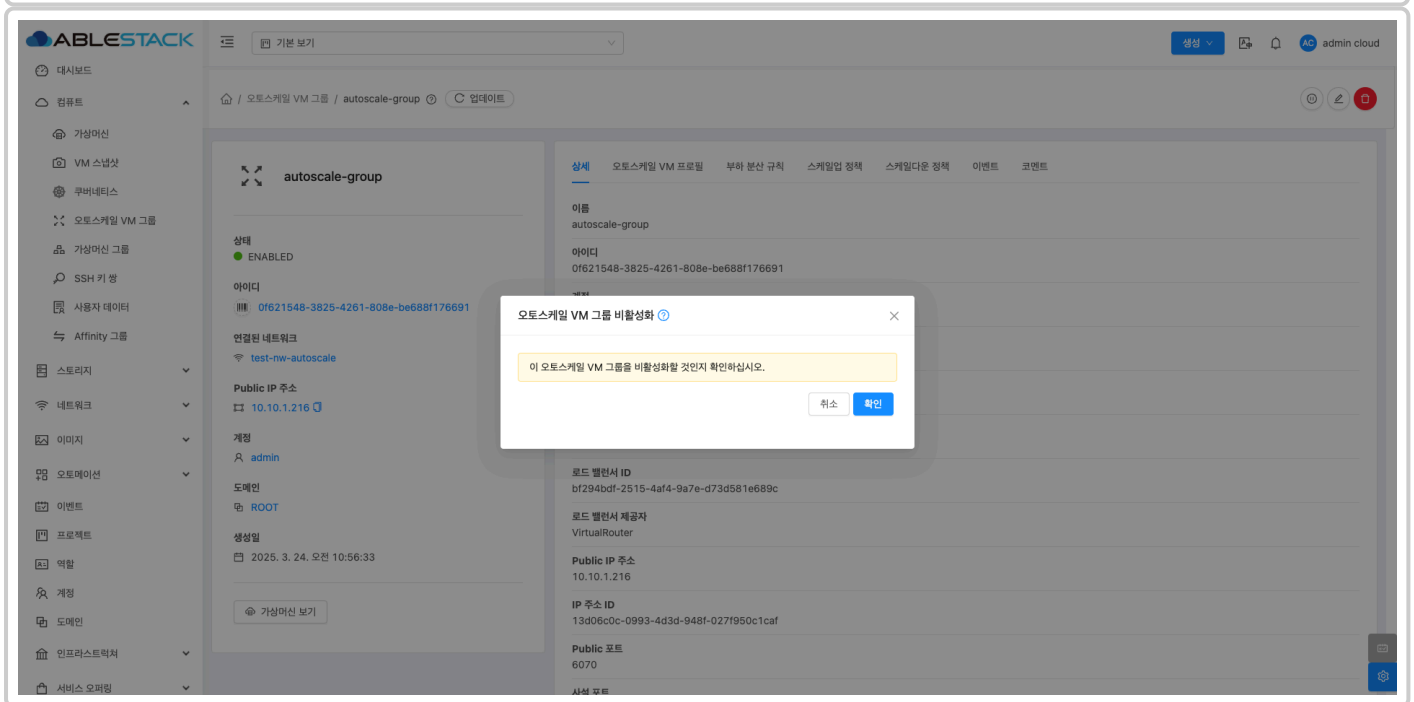 ABLESTACK
기본 보기
생성
AC admin cloud
대시보드
컴퓨트
가상머신
VM 스냅샷
쿠버네티스
오토스케일 VM 그룹
가상머신 그룹
SSH 키 쌍
사용자 데이터
Affinity 그룹
스토리지
네트워크
이미지
오토메이션
이벤트
프로젝트
역할
계정
도메인
인프라스트럭쳐
서비스 오퍼링
/ 오토스케일 VM 그룹 / autoscale-group 업데이트
autoscale-group
상태
ENABLED
아이디
0f621548-3825-4261-808e-be688f176691
연결된 네트워크
test-nw-autoscale
Public IP 주소
10.10.1.216
계정
admin
도메인
ROOT
생성일
2025. 3. 24. 오전 10:56:33
가상머신 보기
상세 오토스케일 VM 프로필 부하 분산 규칙 스케일업 정책 스케일다운 정책 이벤트 코멘트
이름
autoscale-group
아이디
0f621548-3825-4261-808e-be688f176691
오토스케일 VM 그룹 비활성화
이 오토스케일 VM 그룹을 비활성화할 것인지 확인하십시오.
취소 확인
로드 밸런서 ID
bf294bdf-2515-4af4-9a7e-d73d581e689c
로드 밸런서 제공자
VirtualRouter
Public IP 주소
10.10.1.216
IP 주소 ID
13d06c0c-0993-4d3d-948f-027f950c1caf
Public 포트
6070
사설 포트